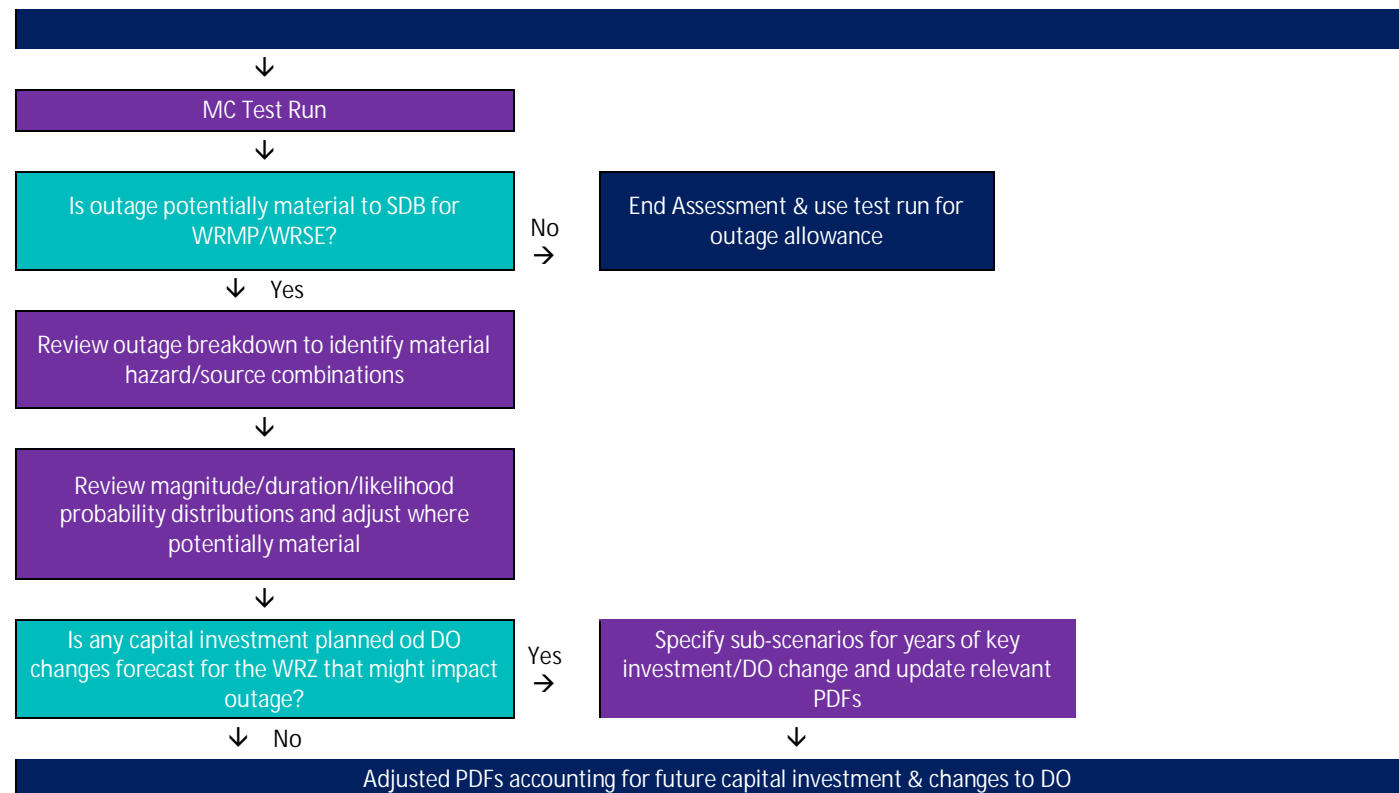 ↓
MC Test Run
↓
Is outage potentially material to SDB for
WRMP/WRSE?
No
→
End Assessment & use test run for
outage allowance
↓ Yes
Review outage breakdown to identify material
hazard/source combinations
↓
Review magnitude/duration/likelihood
probability distributions and adjust where
potentially material
↓
Is any capital investment planned od DO
changes forecast for the WRZ that might impact
outage?
Yes
→
Specify sub-scenarios for years of key
investment/DO change and update relevant
PDFs
↓ No
↓
Adjusted PDFs accounting for future capital investment & changes to DO